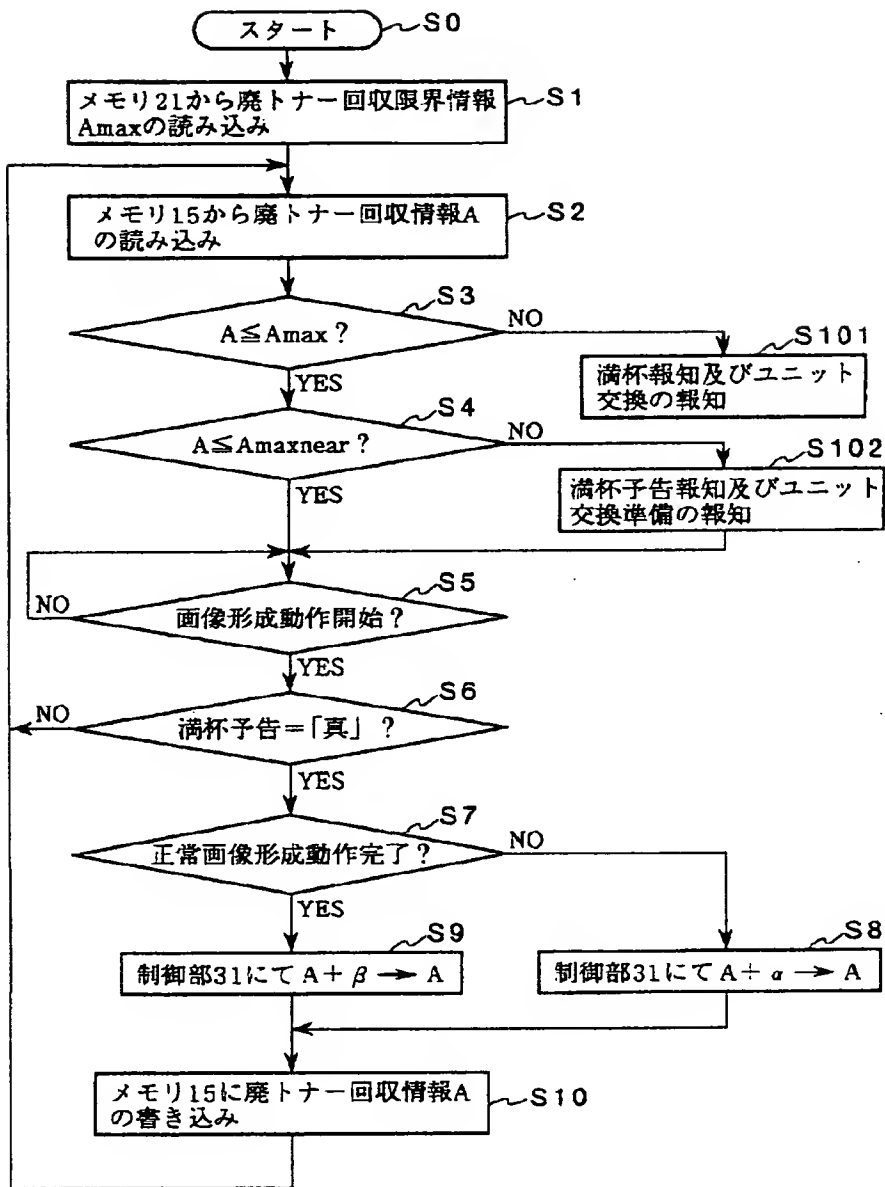 スタート
S0
メモリ21から廃トナー回収限界情報
Amaxの読み込み
S1
メモリ15から廃トナー回収情報A
の読み込み
S2
S3
A≦Amax?
NO
YES
S101
満杯報知及びユニット
交換の報知
S4
A≦Amaxnear?
NO
YES
S102
満杯予告報知及びユニット
交換準備の報知
S5
NO
画像形成動作開始?
YES
S6
NO
満杯予告=「真」?
YES
S7
正常画像形成動作完了?
NO
YES
S9
制御部31にて A+β→A
S8
制御部31にて A+α→A
メモリ15に廃トナー回収情報A
の書き込み
S10